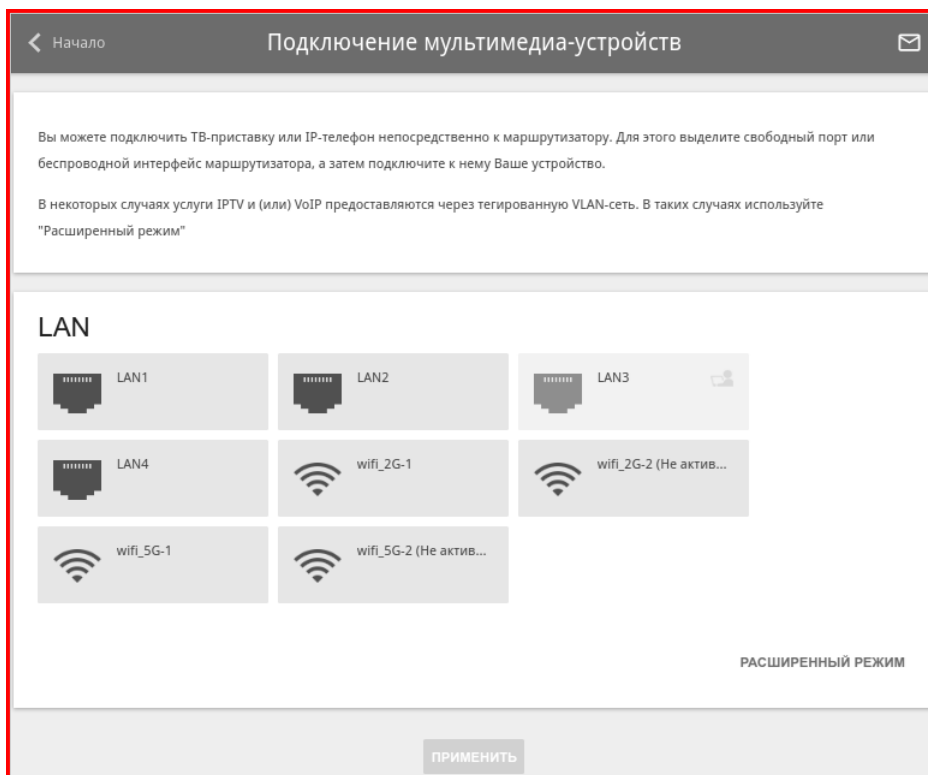 Начало
Подключение мультимедиа-устройств
Вы можете подключить ТВ-приставку или IP-телефон непосредственно к маршрутизатору. Для этого выделите свободный порт или
беспроводной интерфейс маршрутизатора, а затем подключите к нему Ваше устройство.
В некоторых случаях услуги IPTV и (или) VoIP предоставляются через тегированную VLAN-сеть. В таких случаях используйте
"Расширенный режим"
LAN
LAN1
LAN2
LAN3
LAN4
wifi_2G-1
wifi_2G-2 (Не актив...
wifi_5G-1
wifi_5G-2 (Не актив...
РАСШИРЕННЫЙ РЕЖИМ
ПРИМЕНИТЬ